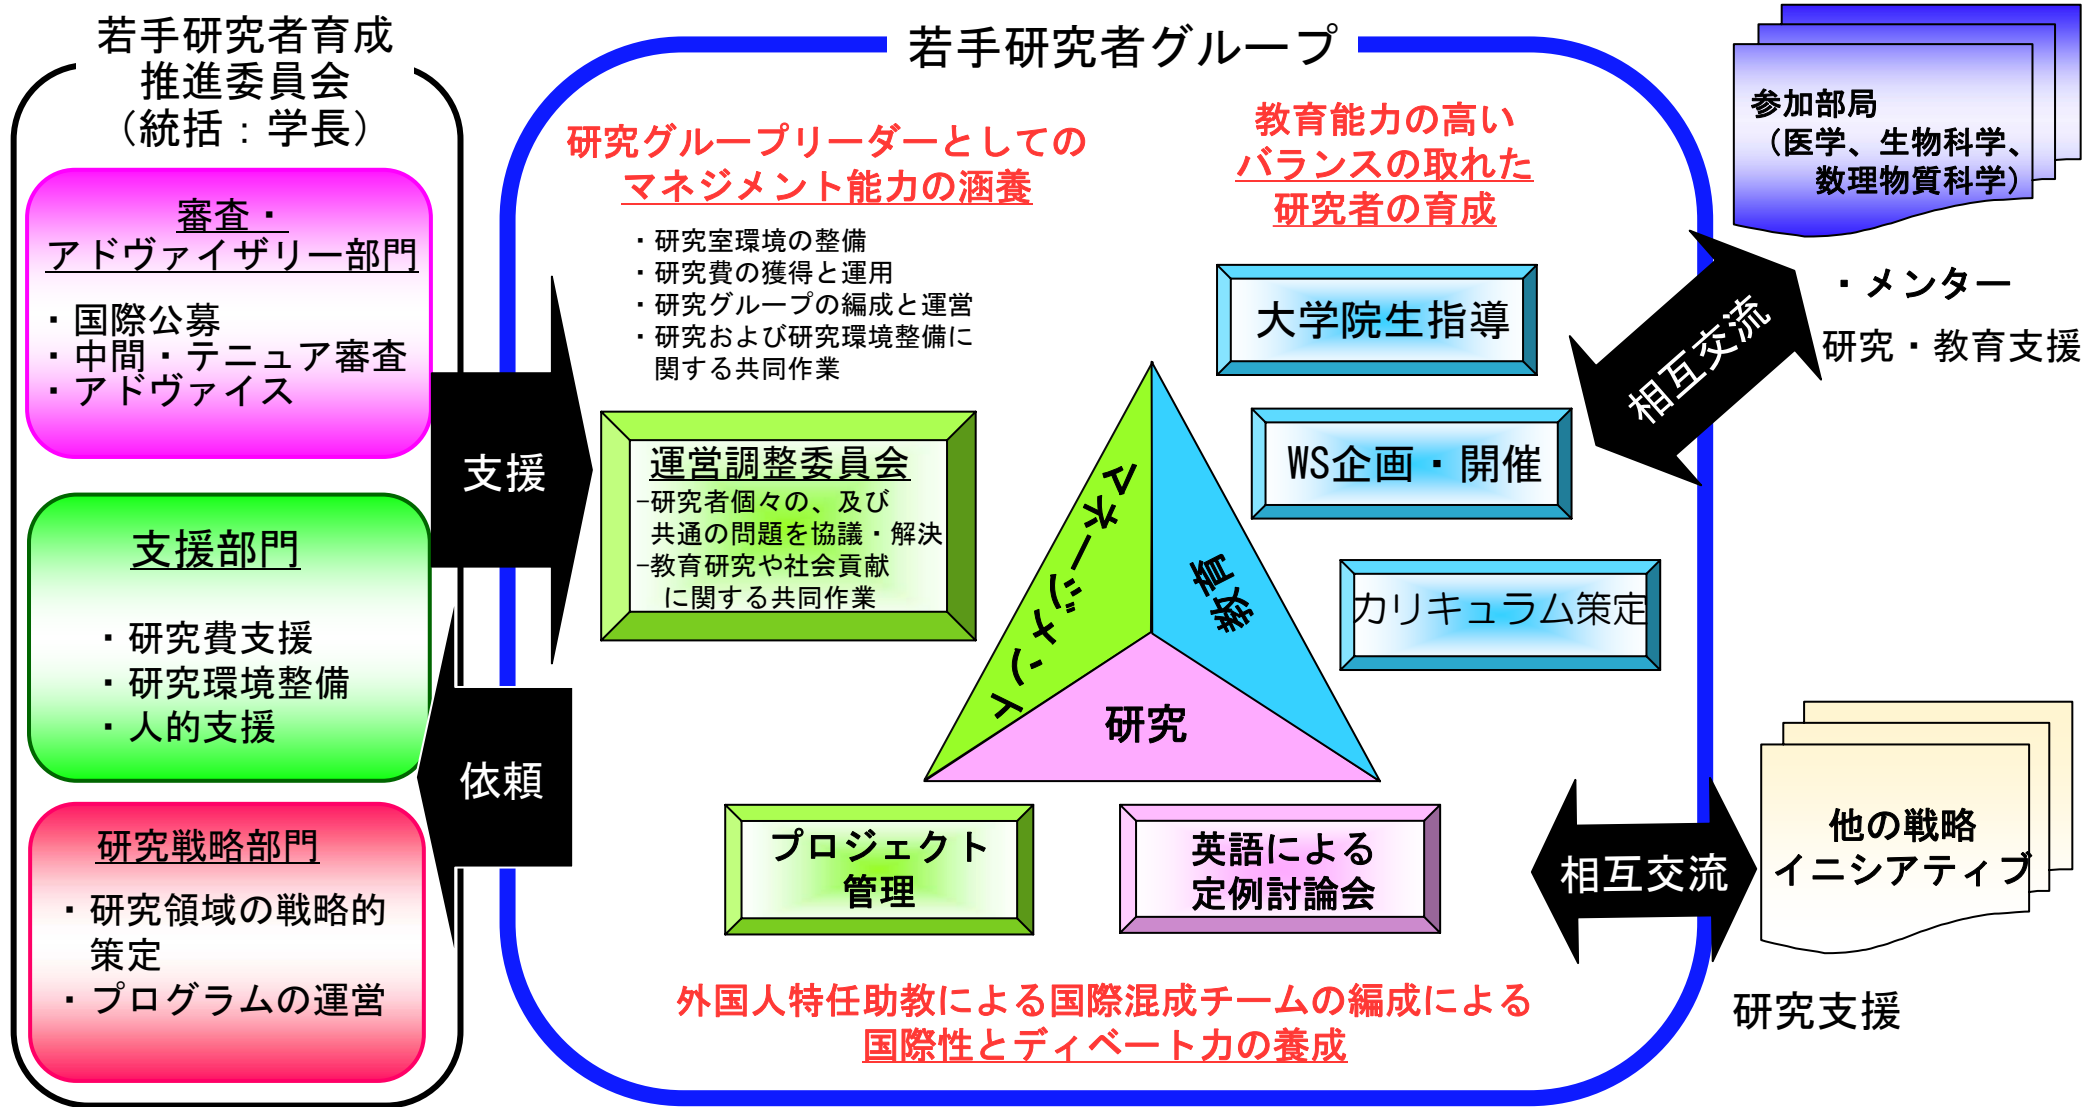 若手研究者育成
推進委員会
（統括：学長）
審査・
アドヴァイザリー部門
・国際公募
・中間・テニュア審査
・アドヴァイス
支援部門
・研究費支援
・研究環境整備
・人的支援
研究戦略部門
・研究領域の戦略的
策定
・プログラムの運営
支援
依頼
若手研究者グループ
研究グループリーダーとしての
マネジメント能力の涵養
・研究室環境の整備
・研究費の獲得と運用
・研究グループの編成と運営
・研究および研究環境整備に
関する共同作業
運営調整委員会
−研究者個々の、及び
共通の問題を協議・解決
−教育研究や社会貢献
に関する共同作業
教育能力の高い
バランスの取れた
研究者の育成
大学院生指導
WS企画・開催
カリキュラム策定
マネージメント
教育
研究
プロジェクト
管理
英語による
定例討論会
外国人特任助教による国際混成チームの編成による
国際性とディベート力の養成
相互交流
参加部局
（医学、生物科学、
数理物質科学）
・メンター
研究・教育支援
相互交流
他の戦略
イニシアティブ
研究支援